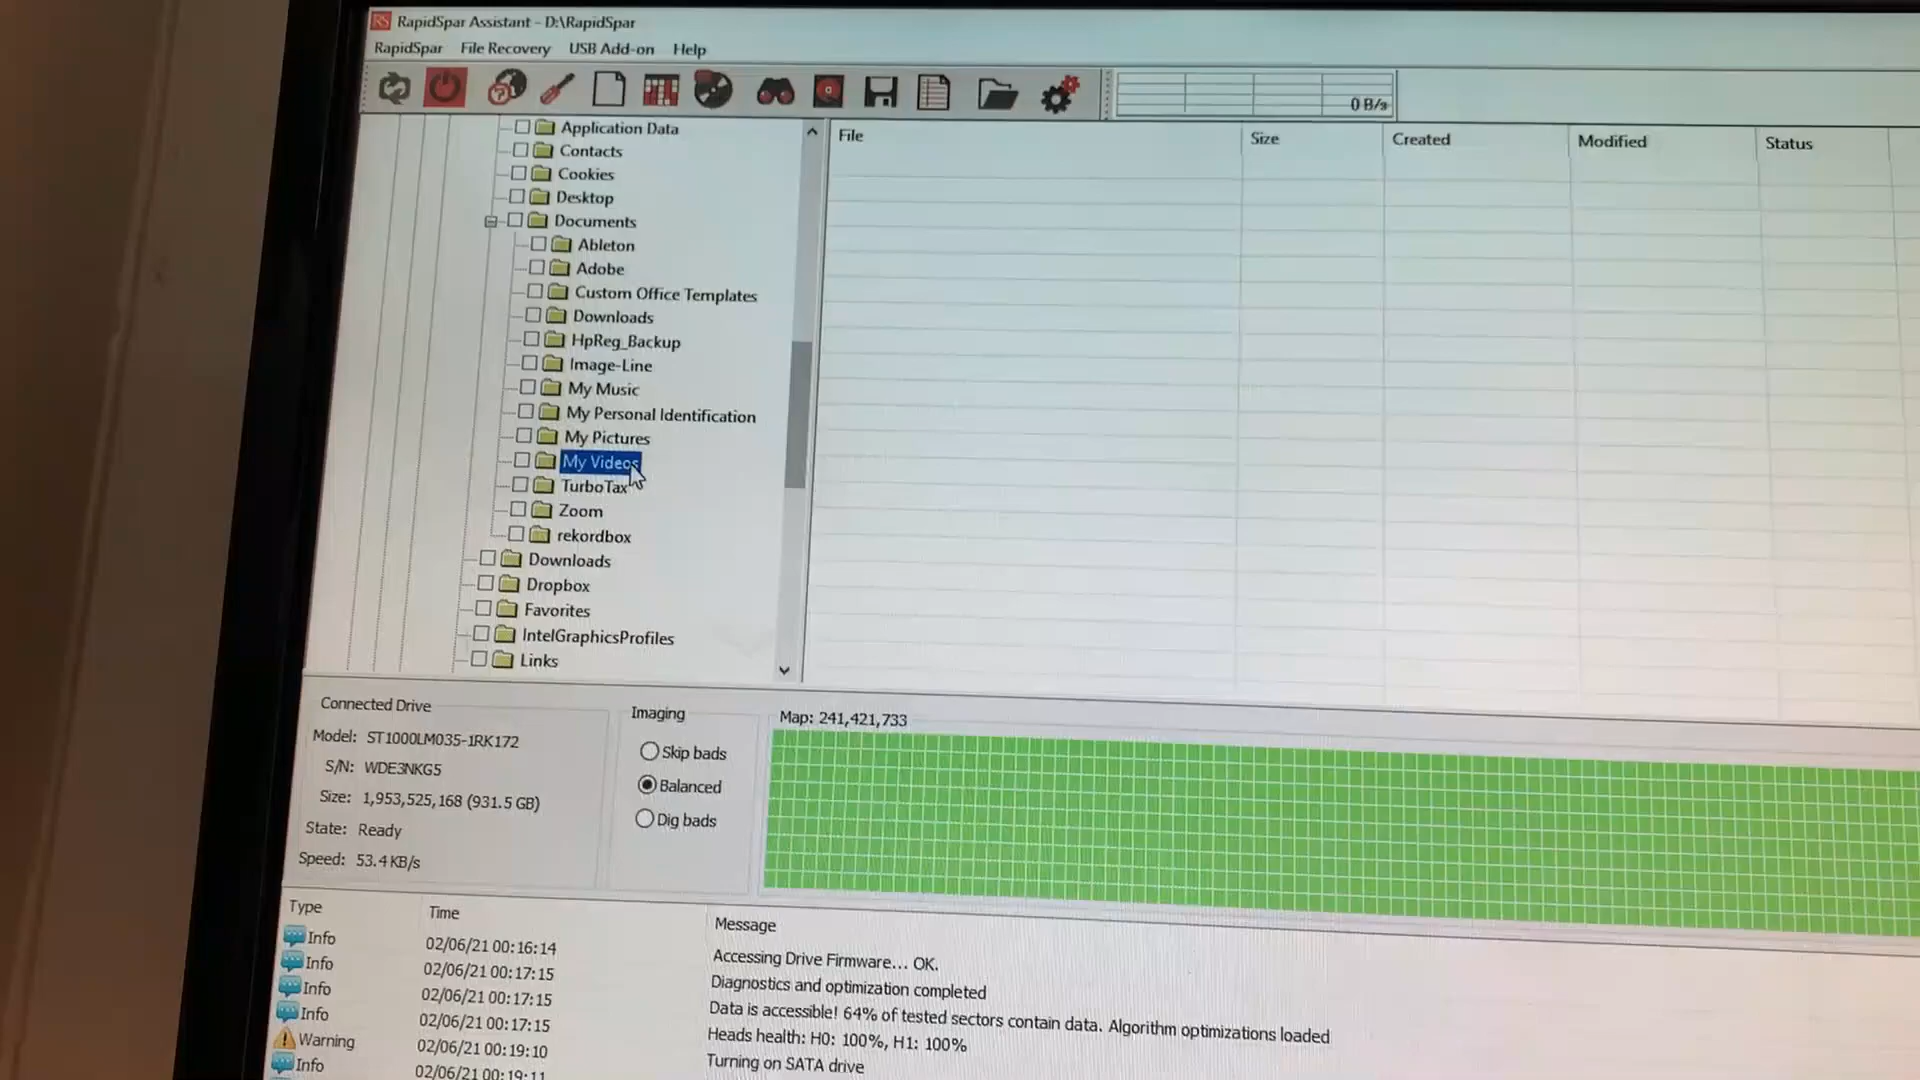 RS RapidSpar Assistant - D:\RapidSpar
RapidSpar File Recovery USB Add-on Help
0 B/s
File Size Created Modified Status
Application Data
Contacts
Cookies
Desktop
Documents
Ableton
Adobe
Custom Office Templates
Downloads
HpReg_Backup
Image-Line
My Music
My Personal Identification
My Pictures
My Videos
TurboTax
Zoom
rekordbox
Downloads
Dropbox
Favorites
IntelGraphicsProfiles
Links
Connected Drive
Model: ST1000LM035-1RK172
S/N: WDE3NKG5
Size: 1,953,525,168 (931.5 GB)
State: Ready
Speed: 53.4 KB/s
Imaging
Skip bads
Balanced
Dig bads
Map: 241,421,733
Type Time Message
Info 02/06/21 00:16:14 Accessing Drive Firmware... OK.
Info 02/06/21 00:17:15 Diagnostics and optimization completed
Info 02/06/21 00:17:15 Data is accessible! 64% of tested sectors contain data. Algorithm optimizations loaded
Info 02/06/21 00:17:15 Heads health: H0: 100%, H1: 100%
Warning 02/06/21 00:19:10 Turning on SATA drive
Info 02/06/21 00:19:11